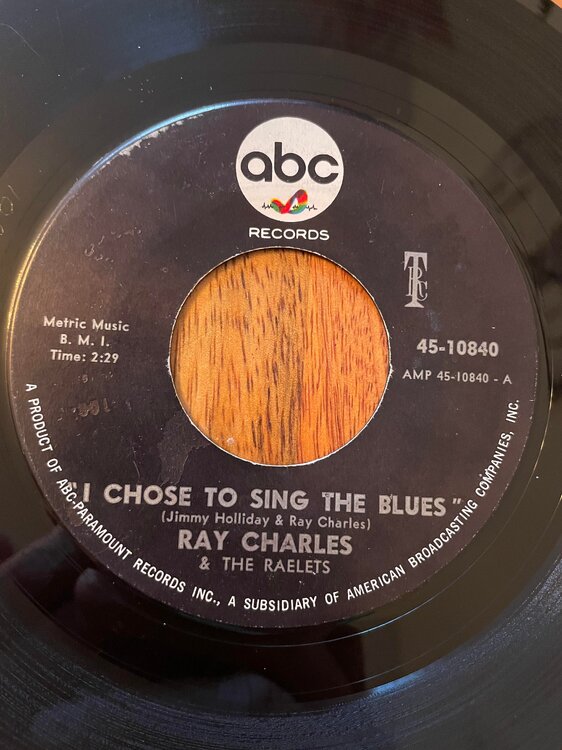 abc
RECORDS
TRC
Metric Music
B. M. I.
Time: 2:29
45-10840
AMP 45-10840 - A
"I CHOSE TO SING THE BLUES"
(Jimmy Holliday & Ray Charles)
RAY CHARLES
& THE RAELETS
A PRODUCT OF ABC-PARAMOUNT RECORDS INC., A SUBSIDIARY OF AMERICAN BROADCASTING COMPANIES, INC.